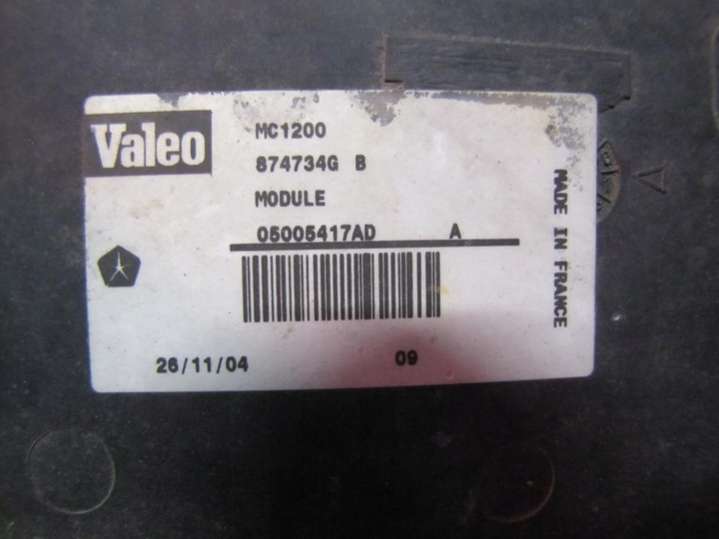 Valeo
MC1200
874734G B
MODULE
05005417AD A
26/11/04 09
MADE IN FRANCE